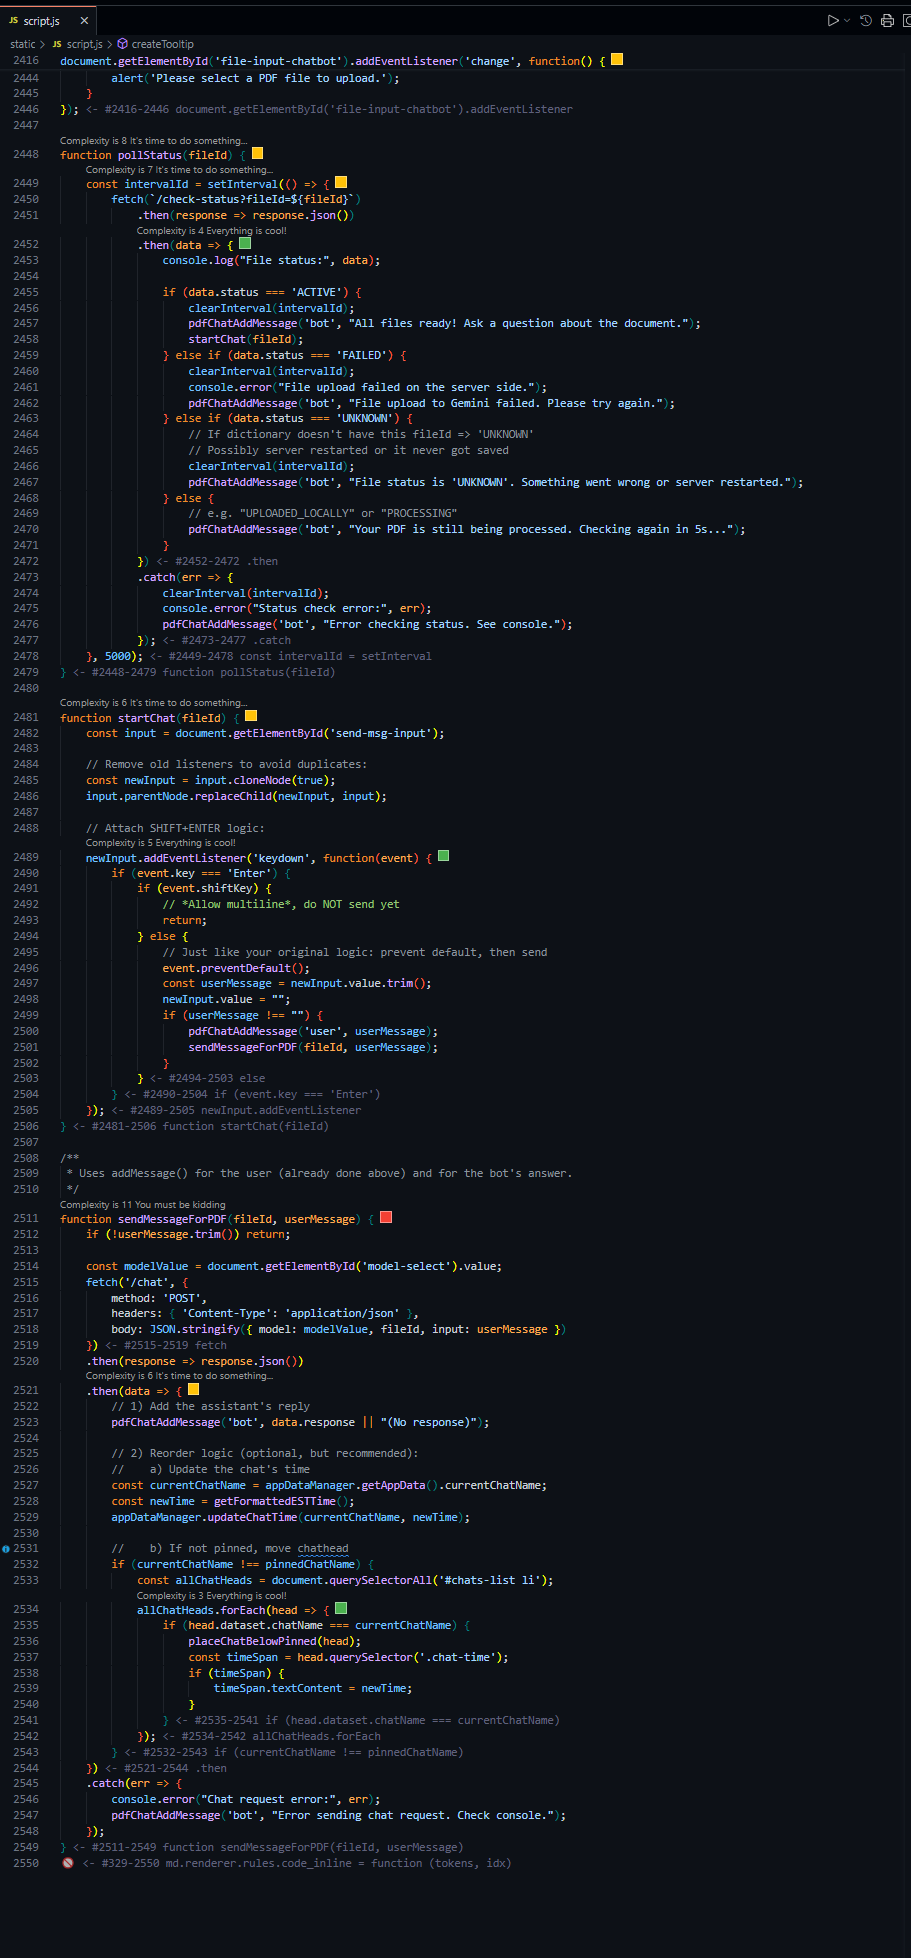 JS script.js ×
static > JS script.js > createTooltip
2416 document.getElementById('file-input-chatbot').addEventListener('change', function() {
2444 alert('Please select a PDF file to upload.');
2445 }
2446 }); <- #2416-2446 document.getElementById('file-input-chatbot').addEventListener
2447
Complexity is 8 It's time to do something...
2448 function pollStatus(fileId) {
Complexity is 7 It's time to do something...
2449 const intervalId = setInterval(() => {
2450 fetch(`/check-status?fileId=${fileId}`)
2451 .then(response => response.json())
Complexity is 4 Everything is cool!
2452 .then(data => {
2453 console.log("File status:", data);
2454
2455 if (data.status === 'ACTIVE') {
2456 clearInterval(intervalId);
2457 pdfChatAddMessage('bot', "All files ready! Ask a question about the document.");
2458 startChat(fileId);
2459 } else if (data.status === 'FAILED') {
2460 clearInterval(intervalId);
2461 console.error("File upload failed on the server side.");
2462 pdfChatAddMessage('bot', "File upload to Gemini failed. Please try again.");
2463 } else if (data.status === 'UNKNOWN') {
2464 // If dictionary doesn't have this fileId => 'UNKNOWN'
2465 // Possibly server restarted or it never got saved
2466 clearInterval(intervalId);
2467 pdfChatAddMessage('bot', "File status is 'UNKNOWN'. Something went wrong or server restarted.");
2468 } else {
2469 // e.g. "UPLOADED_LOCALLY" or "PROCESSING"
2470 pdfChatAddMessage('bot', "Your PDF is still being processed. Checking again in 5s...");
2471 }
2472 }) <- #2452-2472 .then
2473 .catch(err => {
2474 clearInterval(intervalId);
2475 console.error("Status check error:", err);
2476 pdfChatAddMessage('bot', "Error checking status. See console.");
2477 }); <- #2473-2477 .catch
2478 }, 5000); <- #2449-2478 const intervalId = setInterval
2479 } <- #2448-2479 function pollStatus(fileId)
2480
Complexity is 6 It's time to do something...
2481 function startChat(fileId) {
2482 const input = document.getElementById('send-msg-input');
2483
2484 // Remove old listeners to avoid duplicates:
2485 const newInput = input.cloneNode(true);
2486 input.parentNode.replaceChild(newInput, input);
2487
2488 // Attach SHIFT+ENTER logic:
Complexity is 5 Everything is cool!
2489 newInput.addEventListener('keydown', function(event) {
2490 if (event.key === 'Enter') {
2491 if (event.shiftKey) {
2492 // *Allow multiline*, do NOT send yet
2493 return;
2494 } else {
2495 // Just like your original logic: prevent default, then send
2496 event.preventDefault();
2497 const userMessage = newInput.value.trim();
2498 newInput.value = "";
2499 if (userMessage !== "") {
2500 pdfChatAddMessage('user', userMessage);
2501 sendMessageForPDF(fileId, userMessage);
2502 }
2503 } <- #2494-2503 else
2504 } <- #2490-2504 if (event.key === 'Enter')
2505 }); <- #2489-2505 newInput.addEventListener
2506 } <- #2481-2506 function startChat(fileId)
2507
2508 /**
2509 * Uses addMessage() for the user (already done above) and for the bot's answer.
2510 */
Complexity is 11 You must be kidding
2511 function sendMessageForPDF(fileId, userMessage) {
2512 if (!userMessage.trim()) return;
2513
2514 const modelValue = document.getElementById('model-select').value;
2515 fetch('/chat', {
2516 method: 'POST',
2517 headers: { 'Content-Type': 'application/json' },
2518 body: JSON.stringify({ model: modelValue, fileId, input: userMessage })
2519 }) <- #2515-2519 fetch
2520 .then(response => response.json())
Complexity is 6 It's time to do something...
2521 .then(data => {
2522 // 1) Add the assistant's reply
2523 pdfChatAddMessage('bot', data.response || "(No response)");
2524
2525 // 2) Reorder logic (optional, but recommended):
2526 // a) Update the chat's time
2527 const currentChatName = appDataManager.getAppData().currentChatName;
2528 const newTime = getFormattedESTTime();
2529 appDataManager.updateChatTime(currentChatName, newTime);
2530
2531 // b) If not pinned, move chathead
2532 if (currentChatName !== pinnedChatName) {
2533 const allChatHeads = document.querySelectorAll('#chats-list li');
Complexity is 3 Everything is cool!
2534 allChatHeads.forEach(head => {
2535 if (head.dataset.chatName === currentChatName) {
2536 placeChatBelowPinned(head);
2537 const timeSpan = head.querySelector('.chat-time');
2538 if (timeSpan) {
2539 timeSpan.textContent = newTime;
2540 }
2541 } <- #2535-2541 if (head.dataset.chatName === currentChatName)
2542 }); <- #2534-2542 allChatHeads.forEach
2543 } <- #2532-2543 if (currentChatName !== pinnedChatName)
2544 }) <- #2521-2544 .then
2545 .catch(err => {
2546 console.error("Chat request error:", err);
2547 pdfChatAddMessage('bot', "Error sending chat request. Check console.");
2548 });
2549 } <- #2511-2549 function sendMessageForPDF(fileId, userMessage)
2550 <- #329-2550 md.renderer.rules.code_inline = function (tokens, idx)